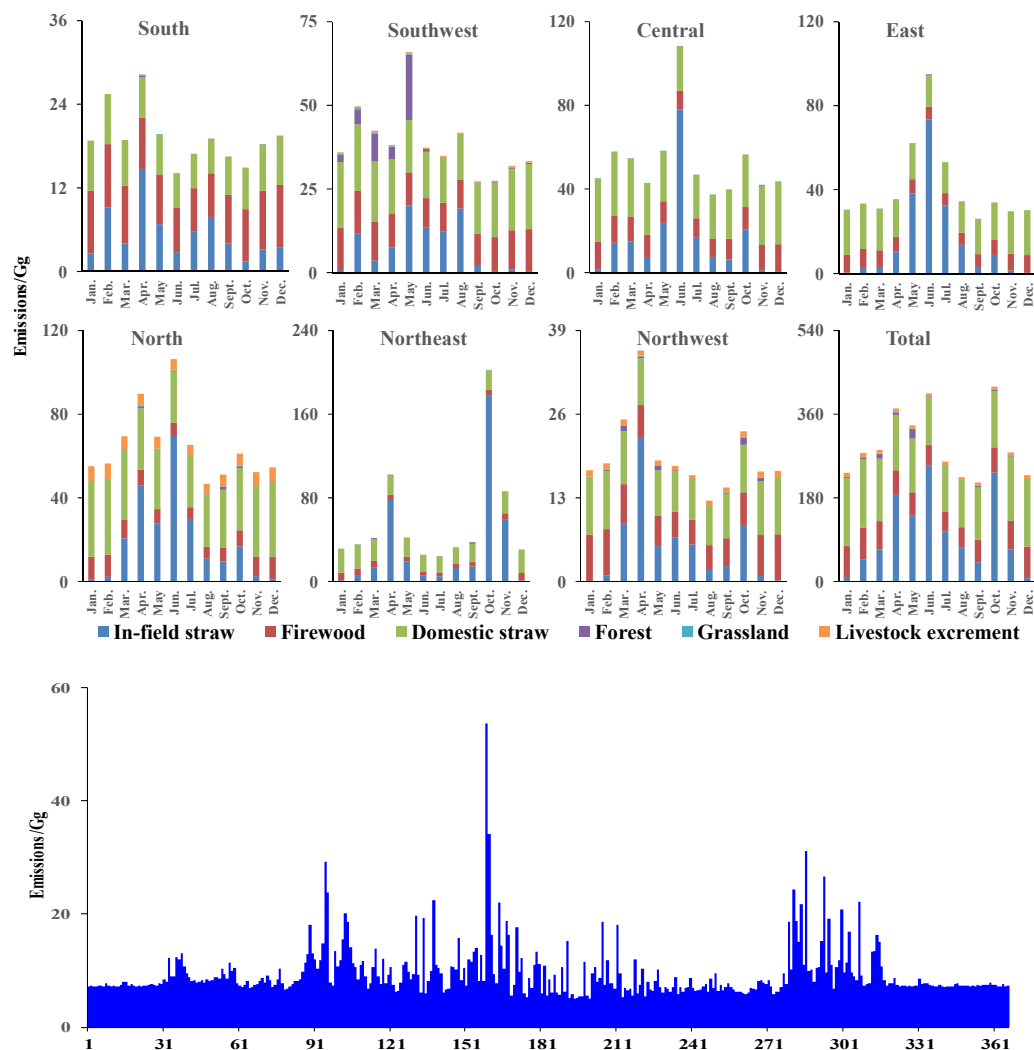 South
Southwest
Central
East
36
24
12
0
75
50
25
0
120
80
40
0
120
80
40
0
Jan. Feb. Mar. Apr. May Jun. Jul. Aug. Sept. Oct. Nov. Dec.
Jan. Feb. Mar. Apr. May Jun. Jul. Aug. Sept. Oct. Nov. Dec.
Jan. Feb. Mar. Apr. May Jun. Jul. Aug. Sept. Oct. Nov. Dec.
Jan. Feb. Mar. Apr. May Jun. Jul. Aug. Sept. Oct. Nov. Dec.
Emissions/Gg
North
Northeast
Northwest
Total
120
80
40
0
240
160
80
0
39
26
13
0
540
360
180
0
Jan. Feb. Mar. Apr. May Jun. Jul. Aug. Sept. Oct. Nov. Dec.
Jan. Feb. Mar. Apr. May Jun. Jul. Aug. Sept. Oct. Nov. Dec.
Jan. Feb. Mar. Apr. May Jun. Jul. Aug. Sept. Oct. Nov. Dec.
Jan. Feb. Mar. Apr. May Jun. Jul. Aug. Sept. Oct. Nov. Dec.
In-field straw Firewood Domestic straw Forest Grassland Livestock excrement
Emissions/Gg
60
40
20
0
1 31 61 91 121 151 181 211 241 271 301 331 361